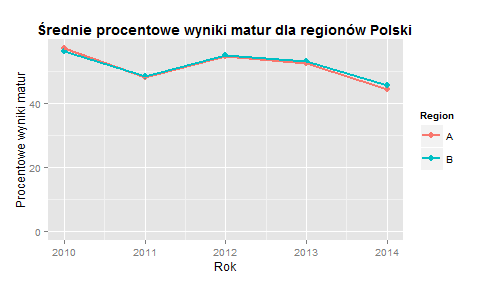 Średnie procentowe wyniki matur dla regionów Polski
Procentowe wyniki matur
40
20
0
2010 2011 2012 2013 2014
Rok
Region
A
B